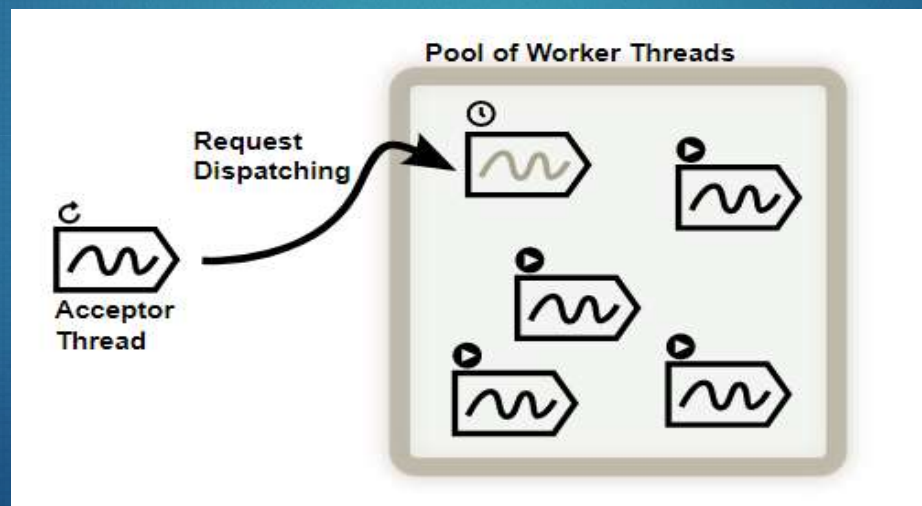 Pool of Worker Threads
Request
Dispatching
Acceptor
Thread